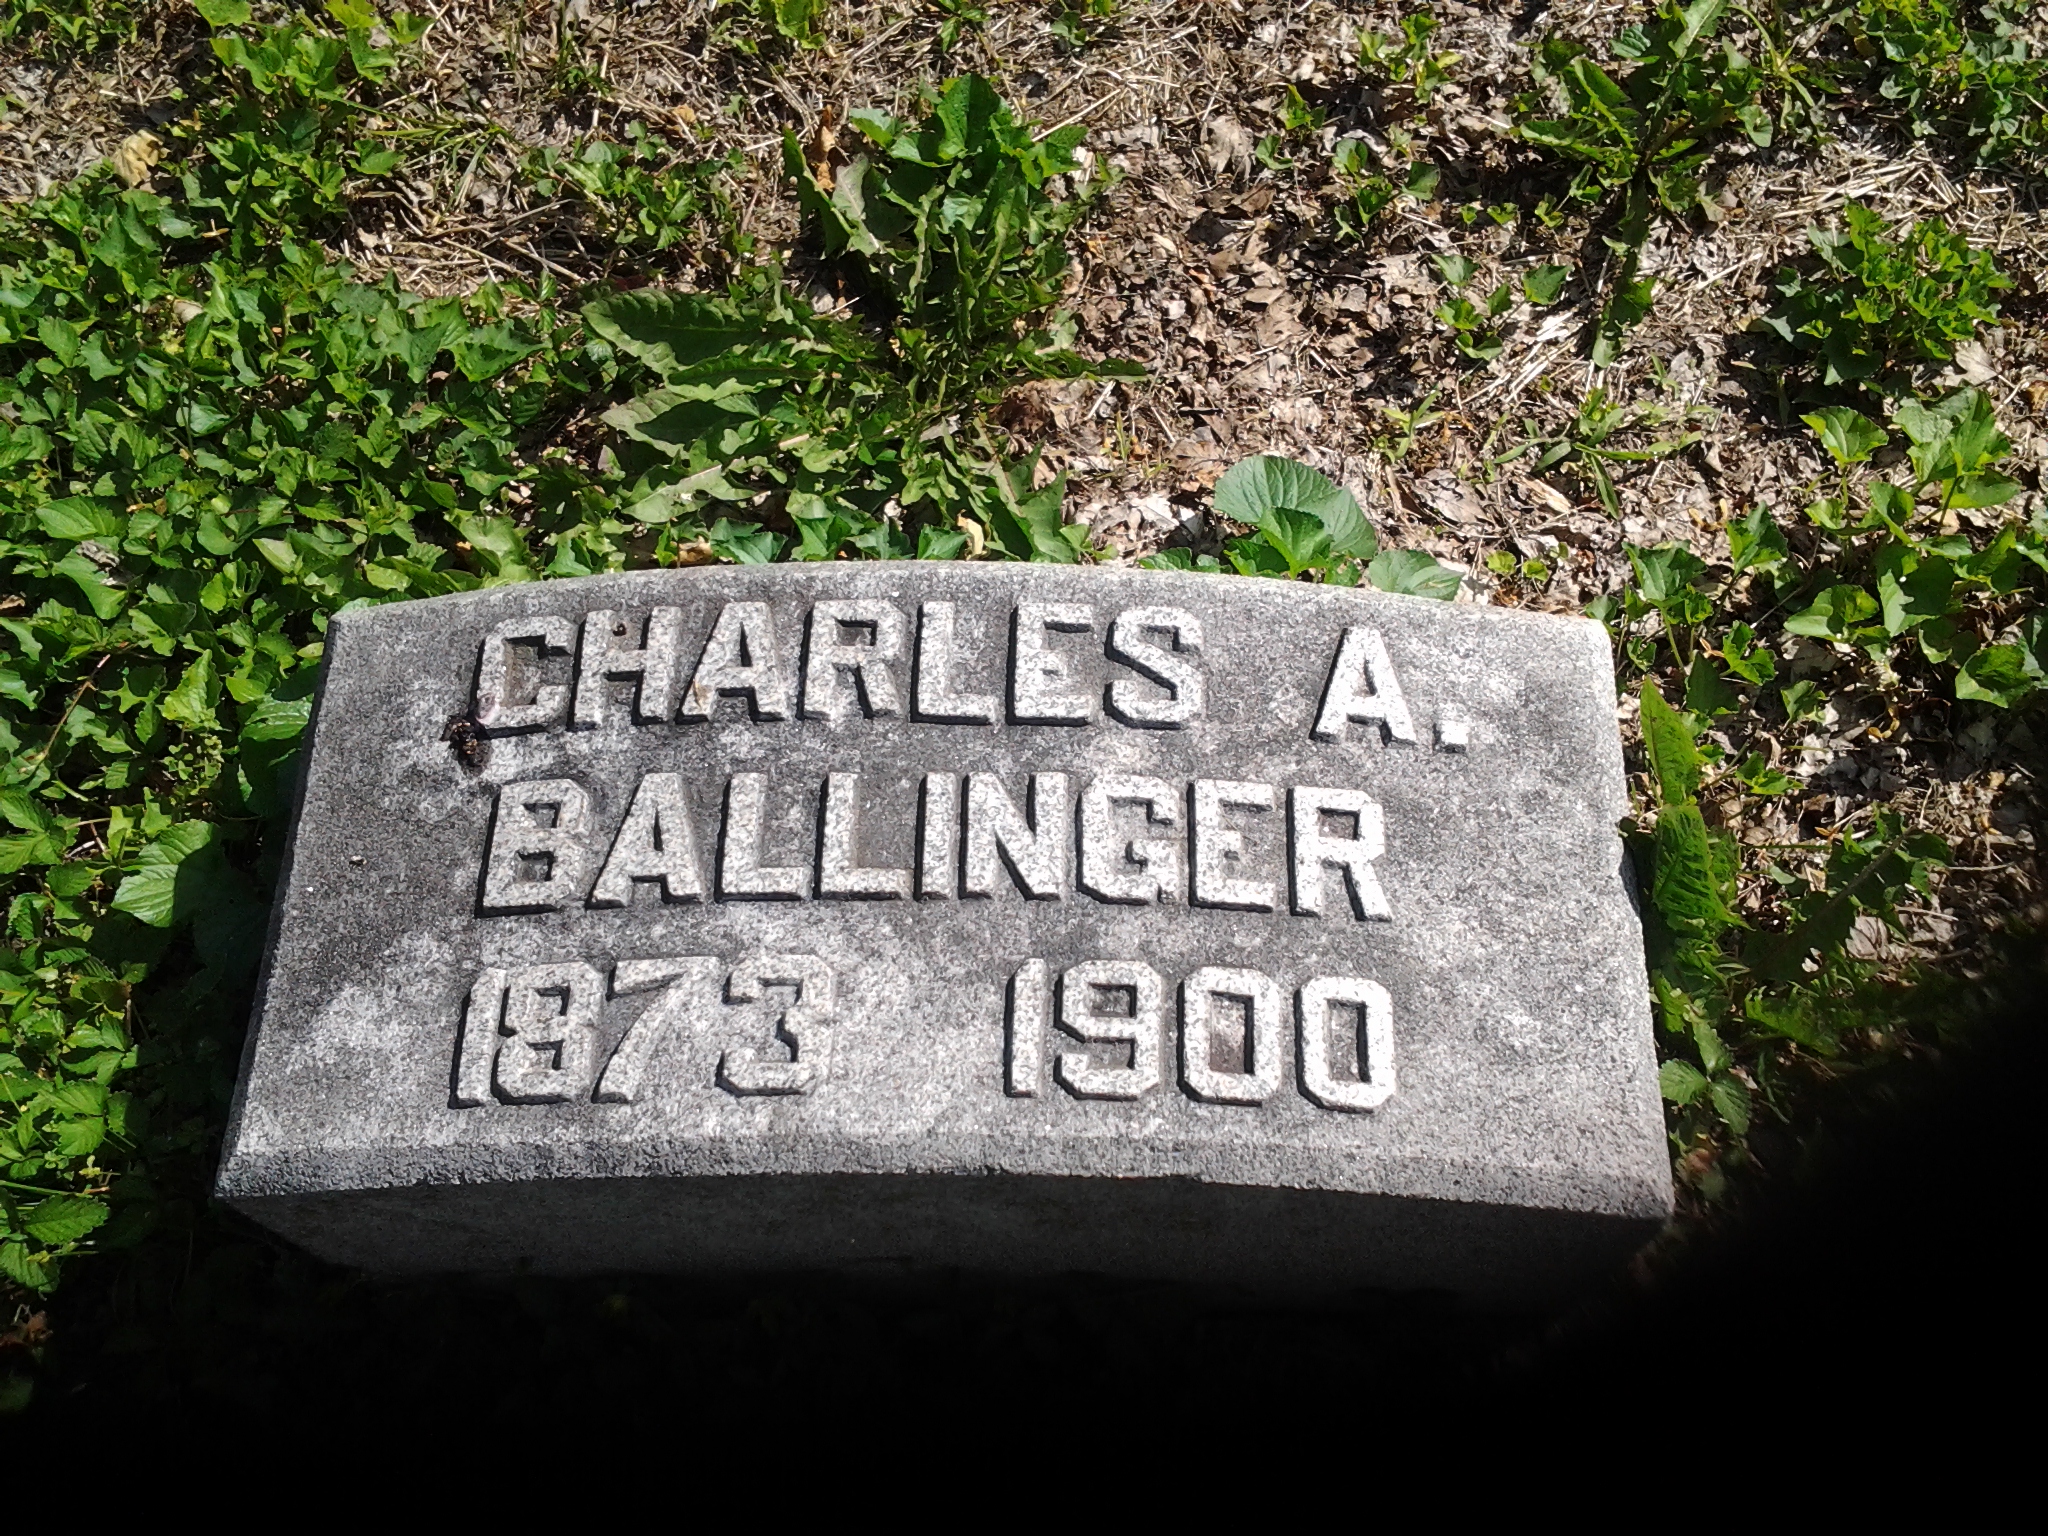 CHARLES A.
BALLINGER
1873 1900